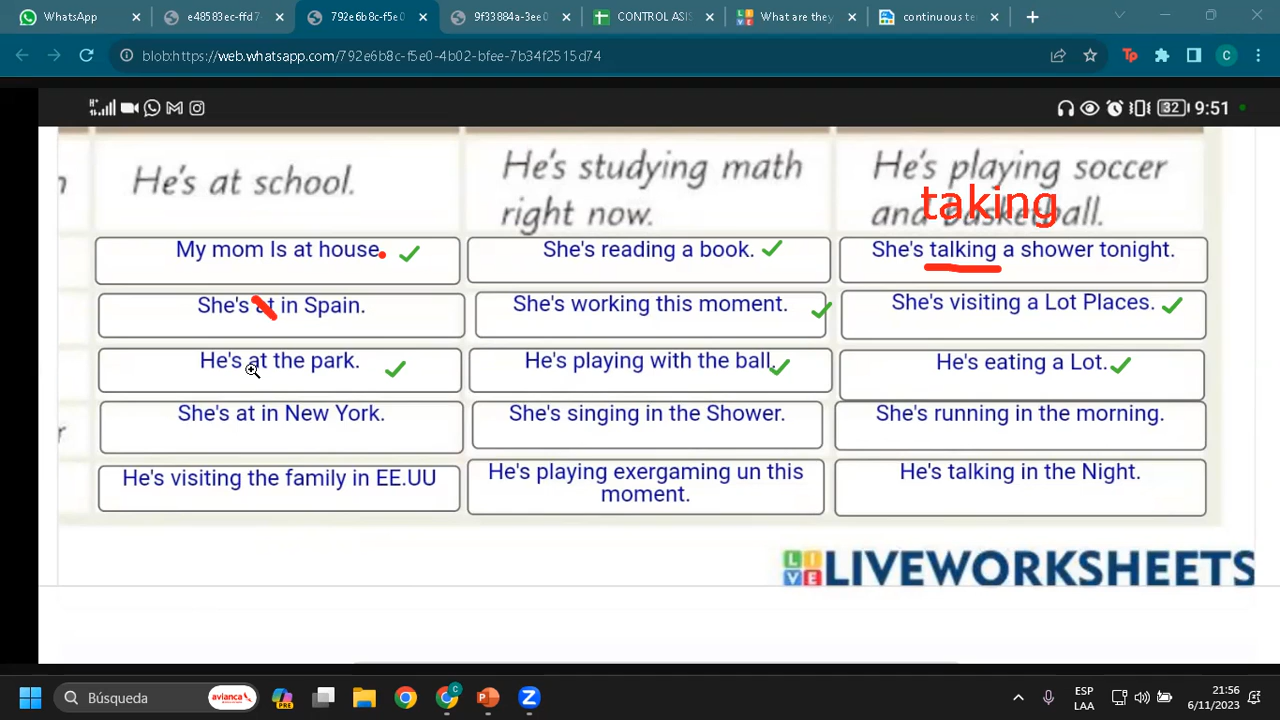 WhatsApp
e48583ec-ffd7
792e6b8c-f5e0
9f33884a-3ee0
CONTROL ASIS
What are they
continuous te
blob:https://web.whatsapp.com/792e6b8c-f5e0-4b02-bfee-7b34f2515d74
Tp
C
H+
32
9:51
He's at school.
He's studying math
right now.
He's playing soccer
and basketball.
taking
My mom Is at house.
She's reading a book.
She's talking a shower tonight.
She's at in Spain.
She's working this moment.
She's visiting a Lot Places.
He's at the park.
He's playing with the ball.
He's eating a Lot.
She's at in New York.
She's singing in the Shower.
She's running in the morning.
He's visiting the family in EE.UU
He's playing exergaming un this
moment.
He's talking in the Night.
LIVE
LIVEWORKSHEETS
Búsqueda
avianca
PRE
C
ESP
LAA
21:56
6/11/2023